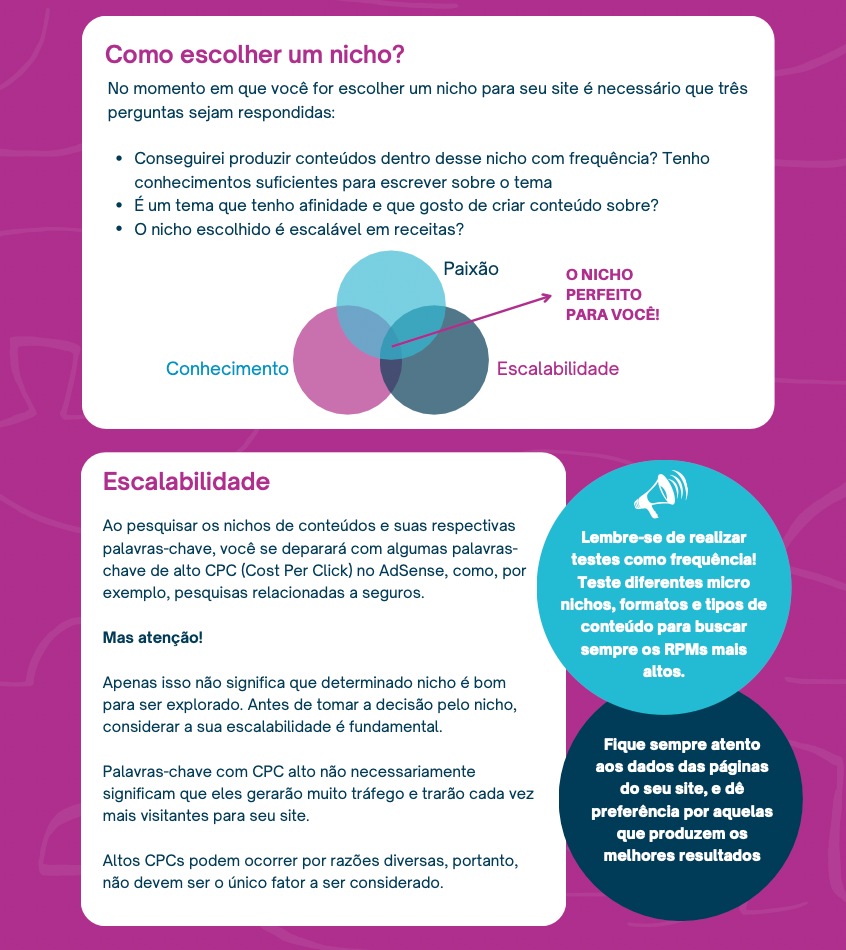 Como escolher um nicho?
No momento em que você for escolher um nicho para seu site é necessário que três
perguntas sejam respondidas:
• Conseguirei produzir conteúdos dentro desse nicho com frequência? Tenho
conhecimentos suficientes para escrever sobre o tema
• É um tema que tenho afinidade e que gosto de criar conteúdo sobre?
• O nicho escolhido é escalável em receitas?
Paixão
O NICHO
PERFEITO
PARA VOCÊ!
Conhecimento
Escalabilidade
Escalabilidade
Ao pesquisar os nichos de conteúdos e suas respectivas
palavras-chave, você se deparará com algumas palavras-
chave de alto CPC (Cost Per Click) no AdSense, como, por
exemplo, pesquisas relacionadas a seguros.
Mas atenção!
Apenas isso não significa que determinado nicho é bom
para ser explorado. Antes de tomar a decisão pelo nicho,
considerar a sua escalabilidade é fundamental.
Palavras-chave com CPC alto não necessariamente
significam que eles gerarão muito tráfego e trarão cada vez
mais visitantes para seu site.
Altos CPCs podem ocorrer por razões diversas, portanto,
não devem ser o único fator a ser considerado.
Lembre-se de realizar
testes como frequência!
Teste diferentes micro
nichos, formatos e tipos de
conteúdo para buscar
sempre os RPMs mais
altos.
Fique sempre atento
aos dados das páginas
do seu site, e dê
preferência por aquelas
que produzem os
melhores resultados